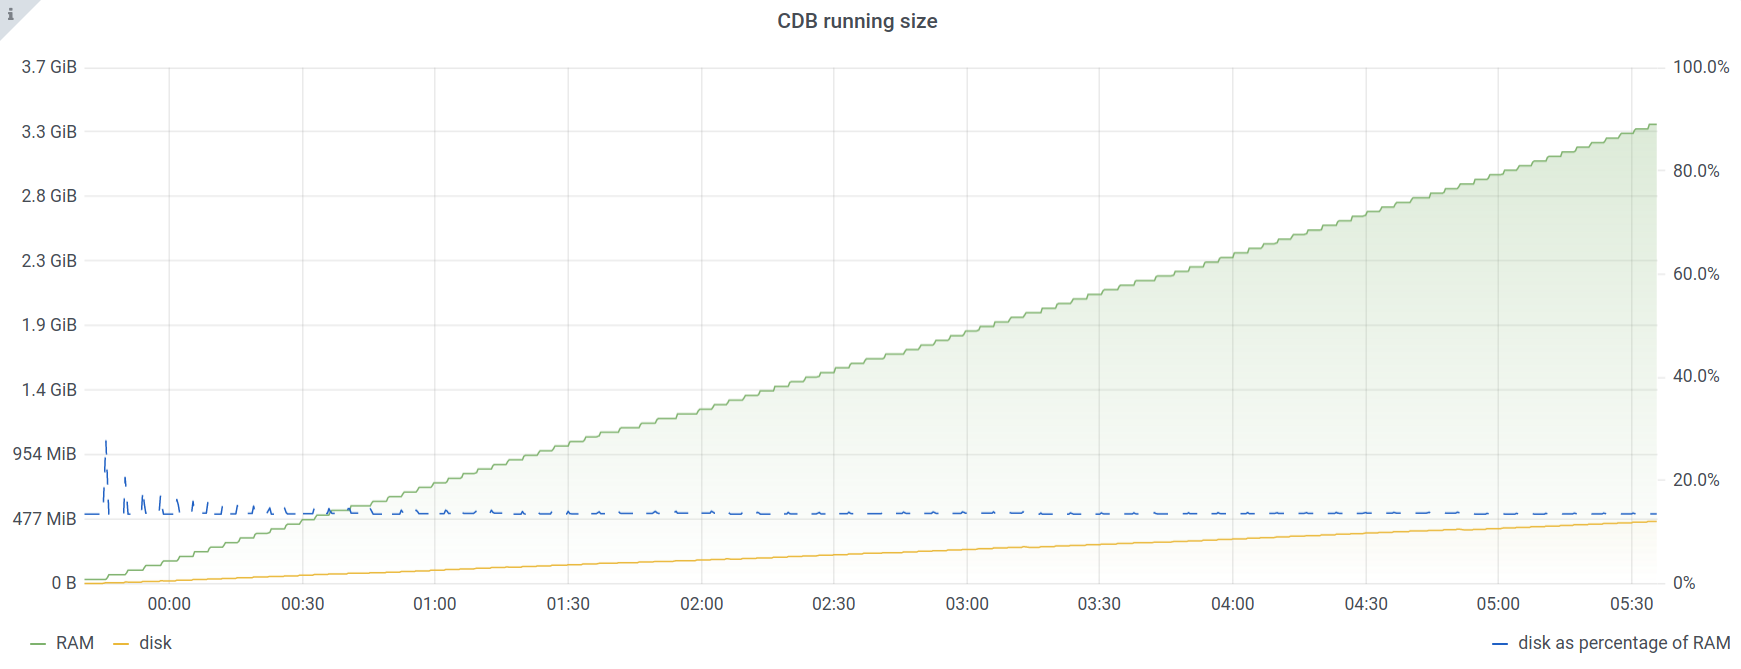 i
CDB running size
3.7 GiB
100.0%
3.3 GiB
2.8 GiB
80.0%
2.3 GiB
60.0%
1.9 GiB
1.4 GiB
40.0%
954 MiB
20.0%
477 MiB
0 B
0%
00:00 00:30 01:00 01:30 02:00 02:30 03:00 03:30 04:00 04:30 05:00 05:30
RAM disk disk as percentage of RAM